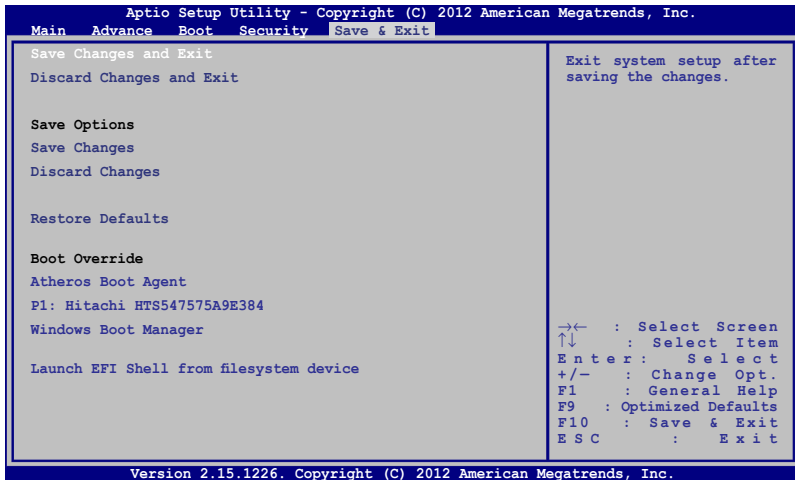 Aptio Setup Utility - Copyright (C) 2012 American Megatrends, Inc.
Main Advance Boot Security Save & Exit
Save Changes and Exit
Discard Changes and Exit
Save Options
Save Changes
Discard Changes
Restore Defaults
Boot Override
Atheros Boot Agent
P1: Hitachi HTS547575A9E384
Windows Boot Manager
Launch EFI Shell from filesystem device
Exit system setup after
saving the changes.
→← : Select Screen
↑↓ : Select Item
Enter: Select
+/— : Change Opt.
F1 : General Help
F9 : Optimized Defaults
F10 : Save & Exit
ESC : Exit
Version 2.15.1226. Copyright (C) 2012 American Megatrends, Inc.